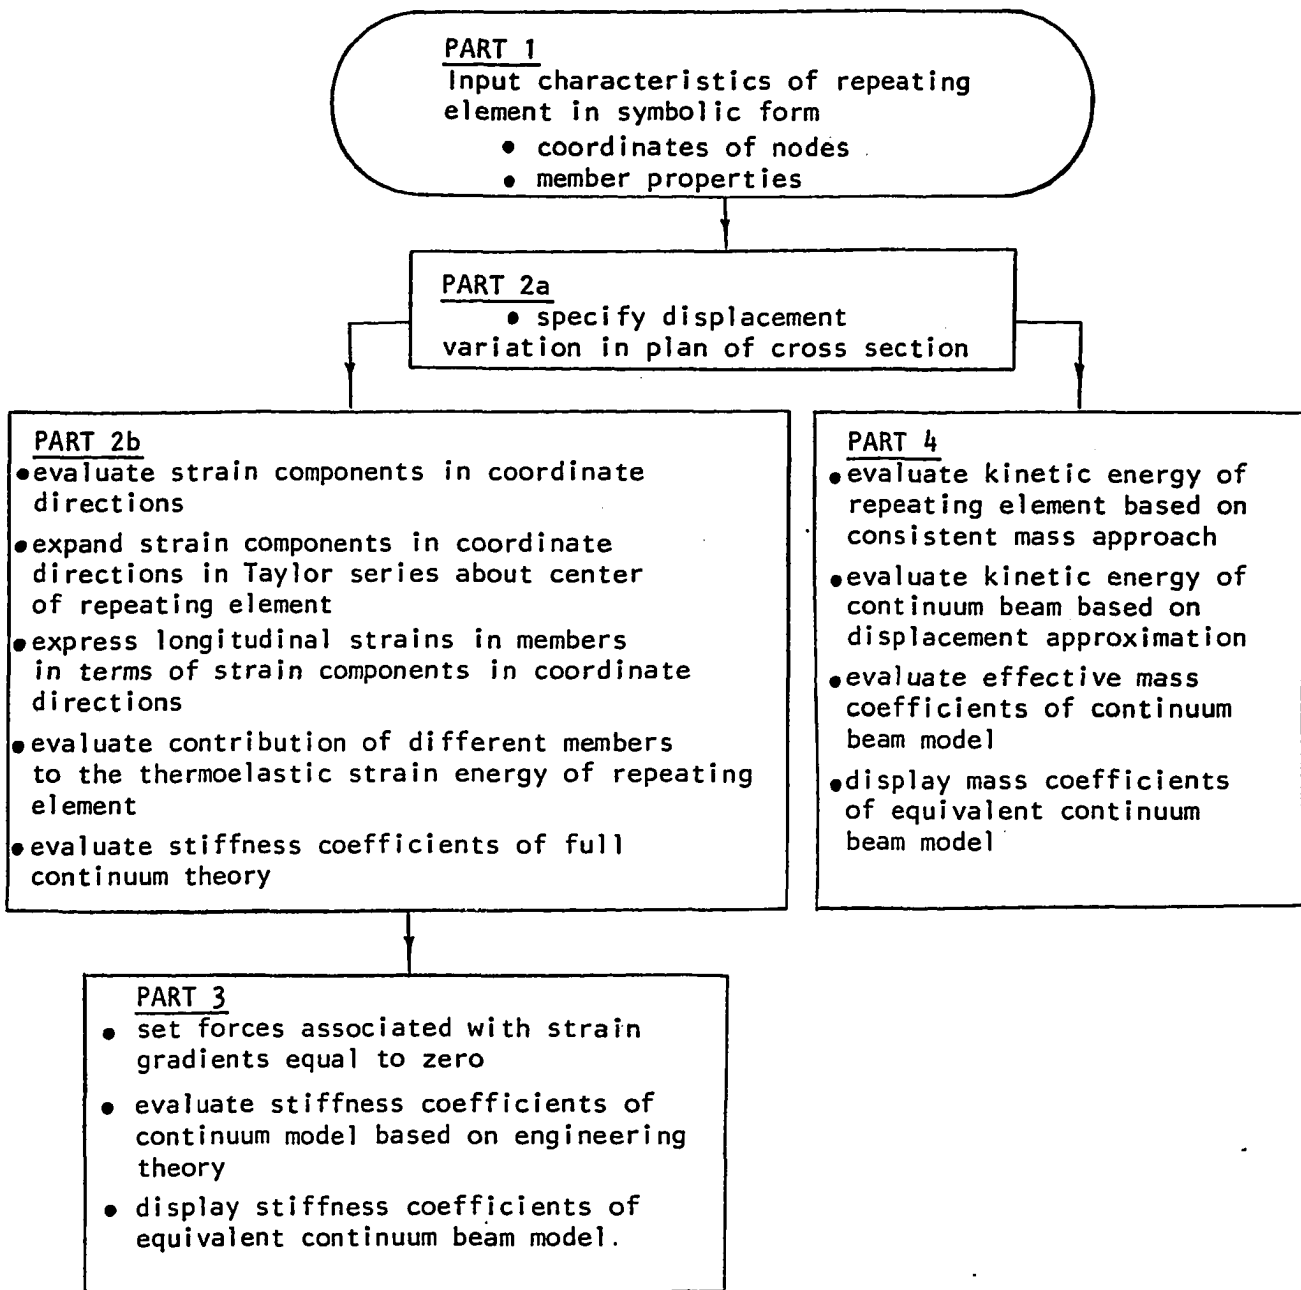 PART 1
Input characteristics of repeating
element in symbolic form
• coordinates of nodes
• member properties
PART 2a
• specify displacement
variation in plan of cross section
PART 2b
• evaluate strain components in coordinate
directions
• expand strain components in coordinate
directions in Taylor series about center
of repeating element
• express longitudinal strains in members
in terms of strain components in coordinate
directions
• evaluate contribution of different members
to the thermoelastic strain energy of repeating
element
• evaluate stiffness coefficients of full
continuum theory
PART 4
• evaluate kinetic energy of
repeating element based on
consistent mass approach
• evaluate kinetic energy of
continuum beam based on
displacement approximation
• evaluate effective mass
coefficients of continuum
beam model
• display mass coefficients
of equivalent continuum
beam model
PART 3
• set forces associated with strain
gradients equal to zero
• evaluate stiffness coefficients of
continuum model based on engineering
theory
• display stiffness coefficients of
equivalent continuum beam model.